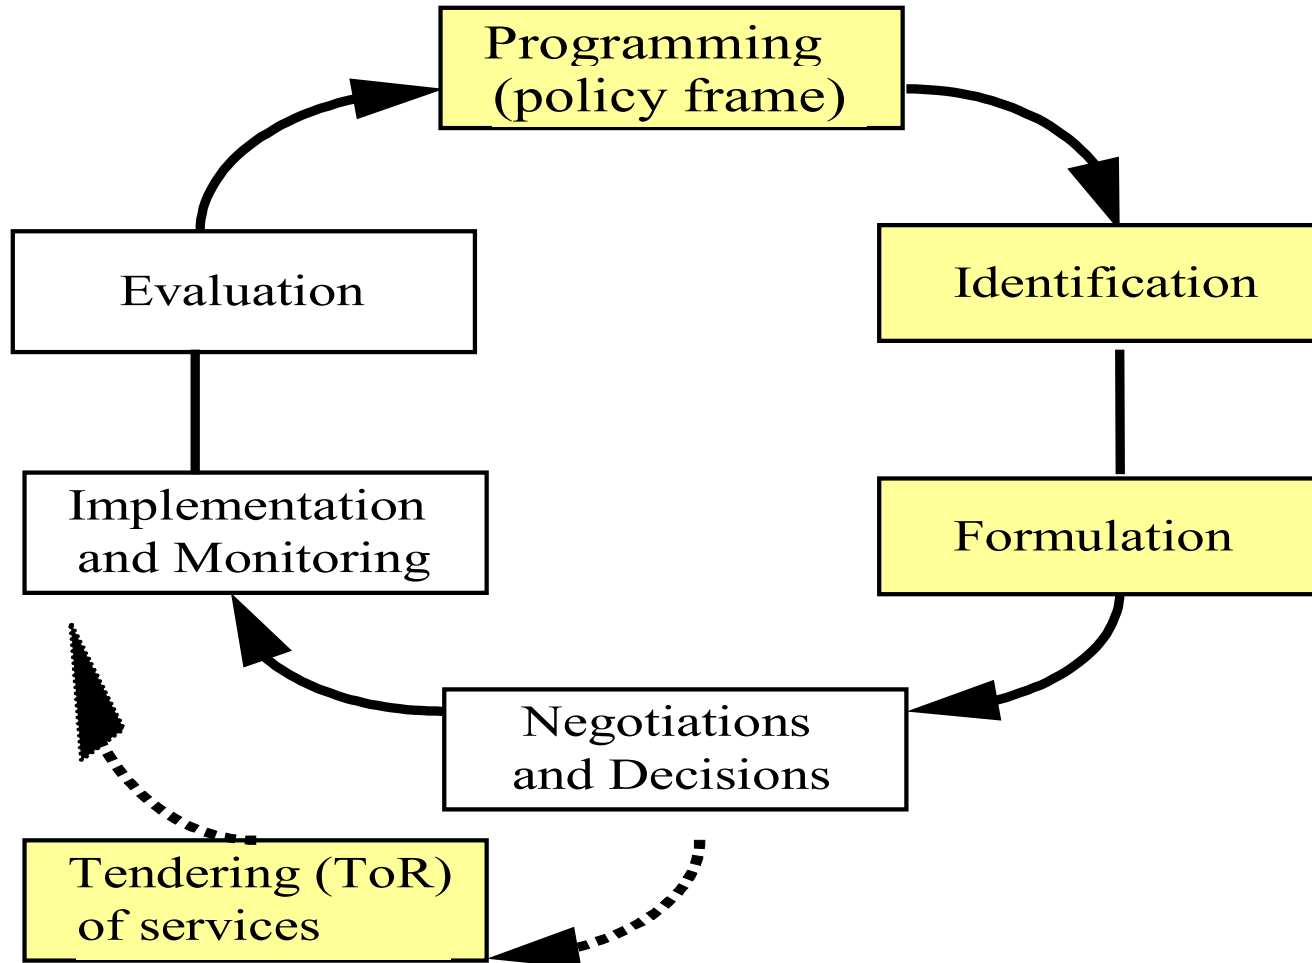 Programming
(policy frame)
Identification
Evaluation
Implementation
and Monitoring
Formulation
Negotiations
and Decisions
Tendering (ToR)
of services